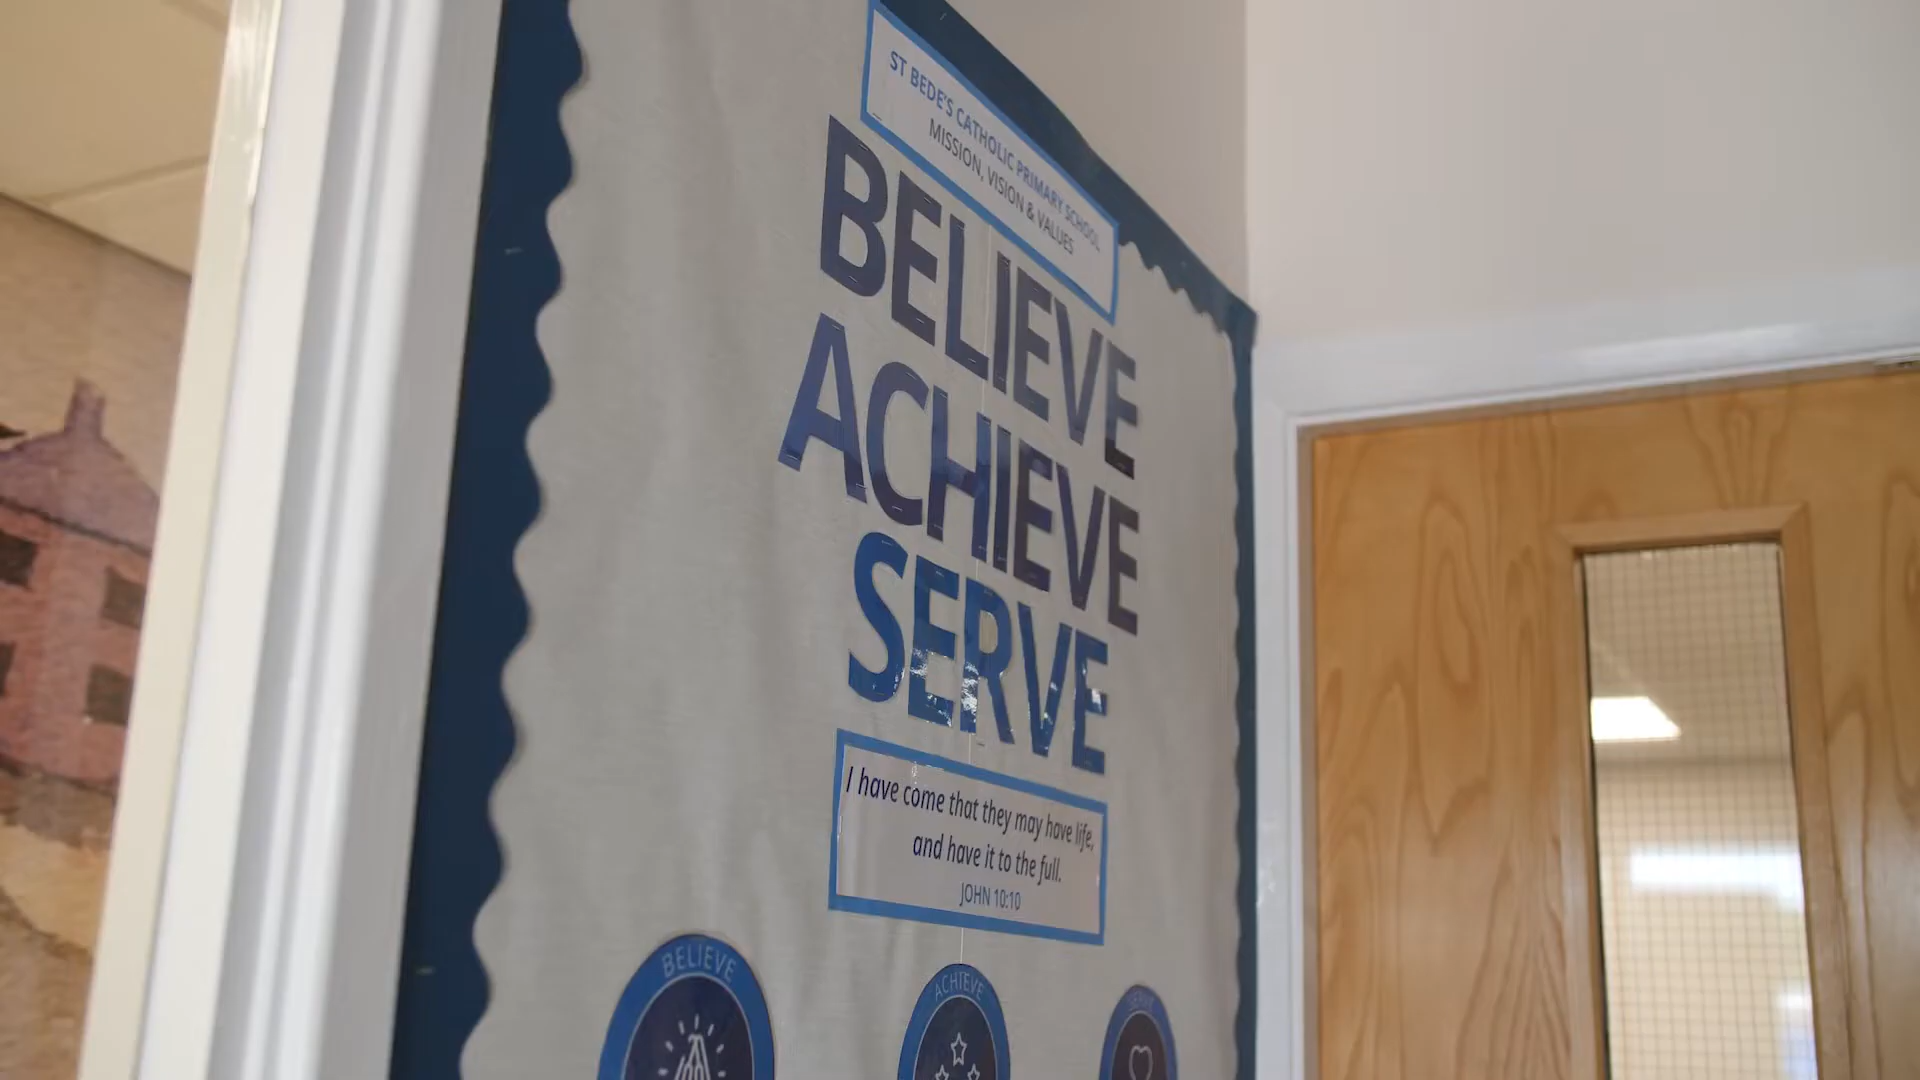 ST BEDE'S CATHOLIC PRIMARY SCHOOL
MISSION, VISION & VALUES
BELIEVE
ACHIEVE
SERVE
I have come that they may have life,
and have it to the full.
JOHN 10:10
BELIEVE
ACHIEVE
SERVE